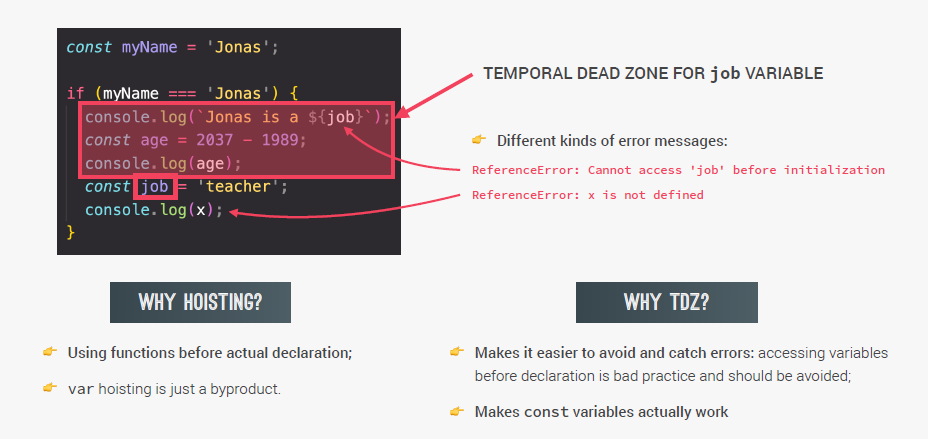 const myName = 'Jonas';
if (myName === 'Jonas') {
console.log(`Jonas is a ${job}`);
const age = 2037 - 1989;
console.log(age);
const job = 'teacher';
console.log(x);
}
TEMPORAL DEAD ZONE FOR job VARIABLE
👉 Different kinds of error messages:
ReferenceError: Cannot access 'job' before initialization
ReferenceError: x is not defined
WHY HOISTING?
👉 Using functions before actual declaration;
👉 var hoisting is just a byproduct.
WHY TDZ?
👉 Makes it easier to avoid and catch errors: accessing variables
before declaration is bad practice and should be avoided;
👉 Makes const variables actually work